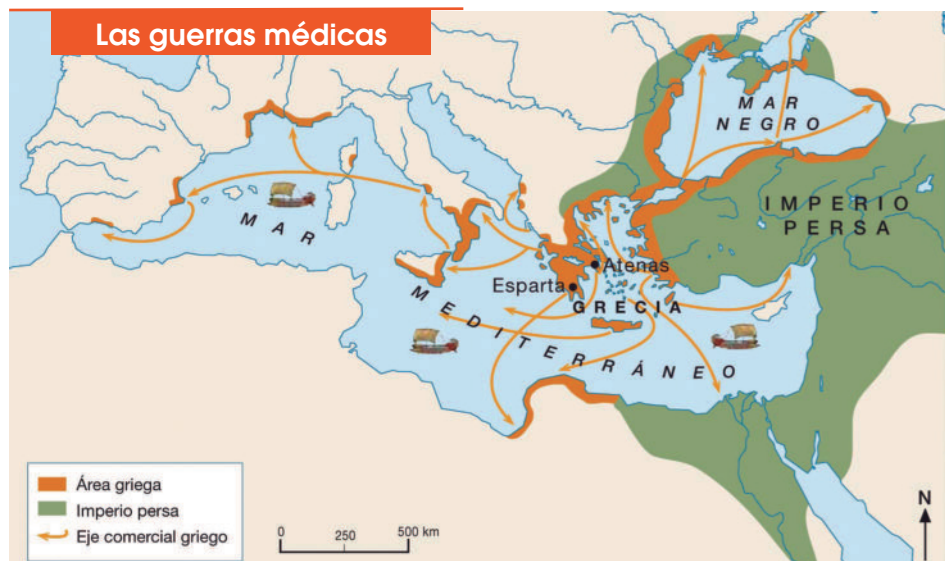 Las guerras médicas
MAR
NEGRO
IMPERIO
PERSA
MAR
Atenas
Esparta
GRECIA
MEDITERRÁNEO
Área griega
Imperio persa
Eje comercial griego
0 250 500 km
N